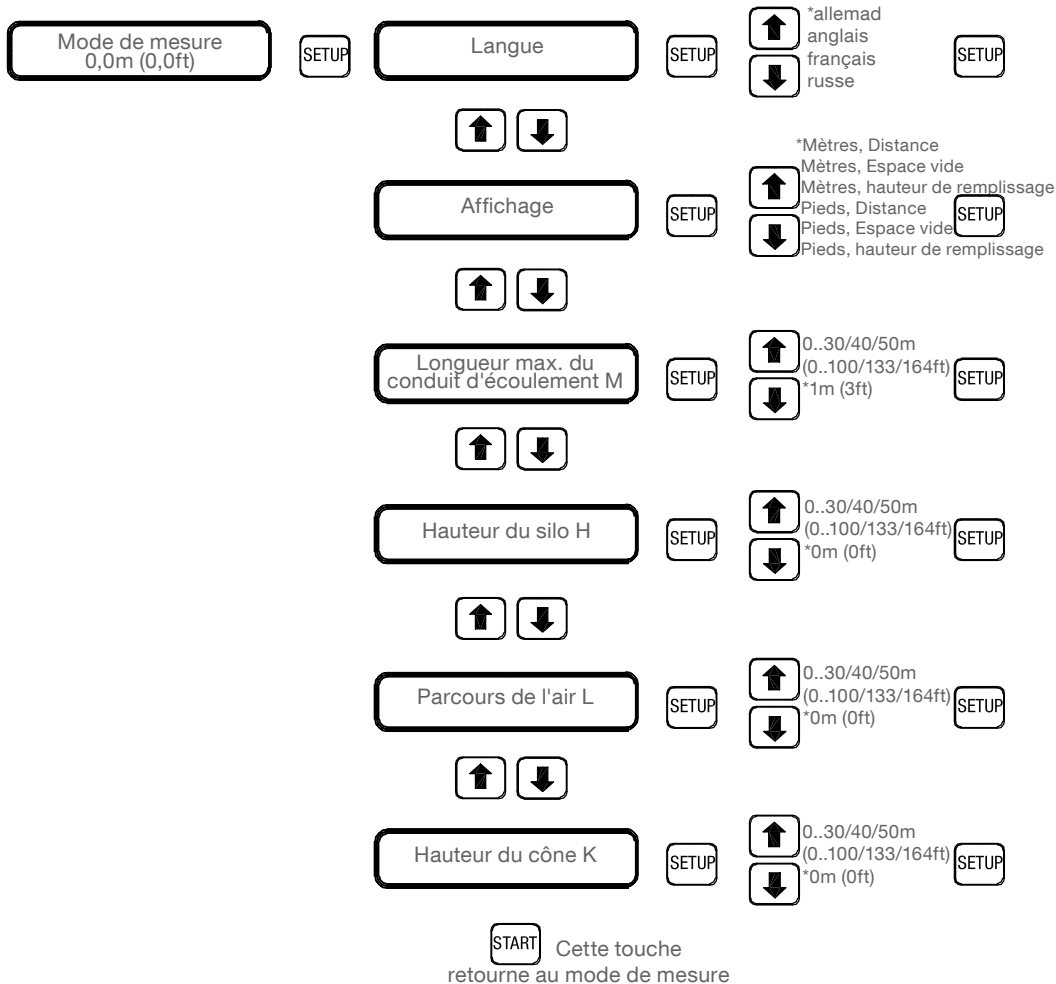 Mode de mesure
0,0m (0,0ft)
SETUP
Langue
SETUP
*allemad
anglais
français
russe
SETUP
Affichage
SETUP
*Mètres, Distance
Mètres, Espace vide
Mètres, hauteur de remplissage
Pieds, Distance
Pieds, Espace vide
Pieds, hauteur de remplissage
SETUP
Longueur max. du
conduit d'écoulement M
SETUP
0..30/40/50m
(0..100/133/164ft)
*1m (3ft)
SETUP
Hauteur du silo H
SETUP
0..30/40/50m
(0..100/133/164ft)
*0m (0ft)
SETUP
Parcours de l'air L
SETUP
0..30/40/50m
(0..100/133/164ft)
*0m (0ft)
SETUP
Hauteur du cône K
SETUP
0..30/40/50m
(0..100/133/164ft)
*0m (0ft)
SETUP
START
Cette touche
retourne au mode de mesure